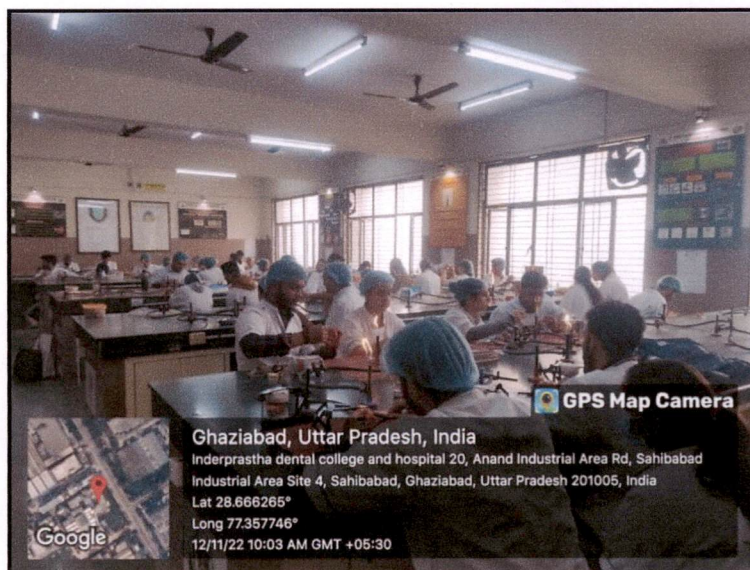 GPS Map Camera
Ghaziabad, Uttar Pradesh, India
Inderprastha dental college and hospital 20, Anand Industrial Area Rd, Sahibabad
Industrial Area Site 4, Sahibabad, Ghaziabad, Uttar Pradesh 201005, India
Lat 28.666265°
Long 77.357746°
12/11/22 10:03 AM GMT +05:30
Google